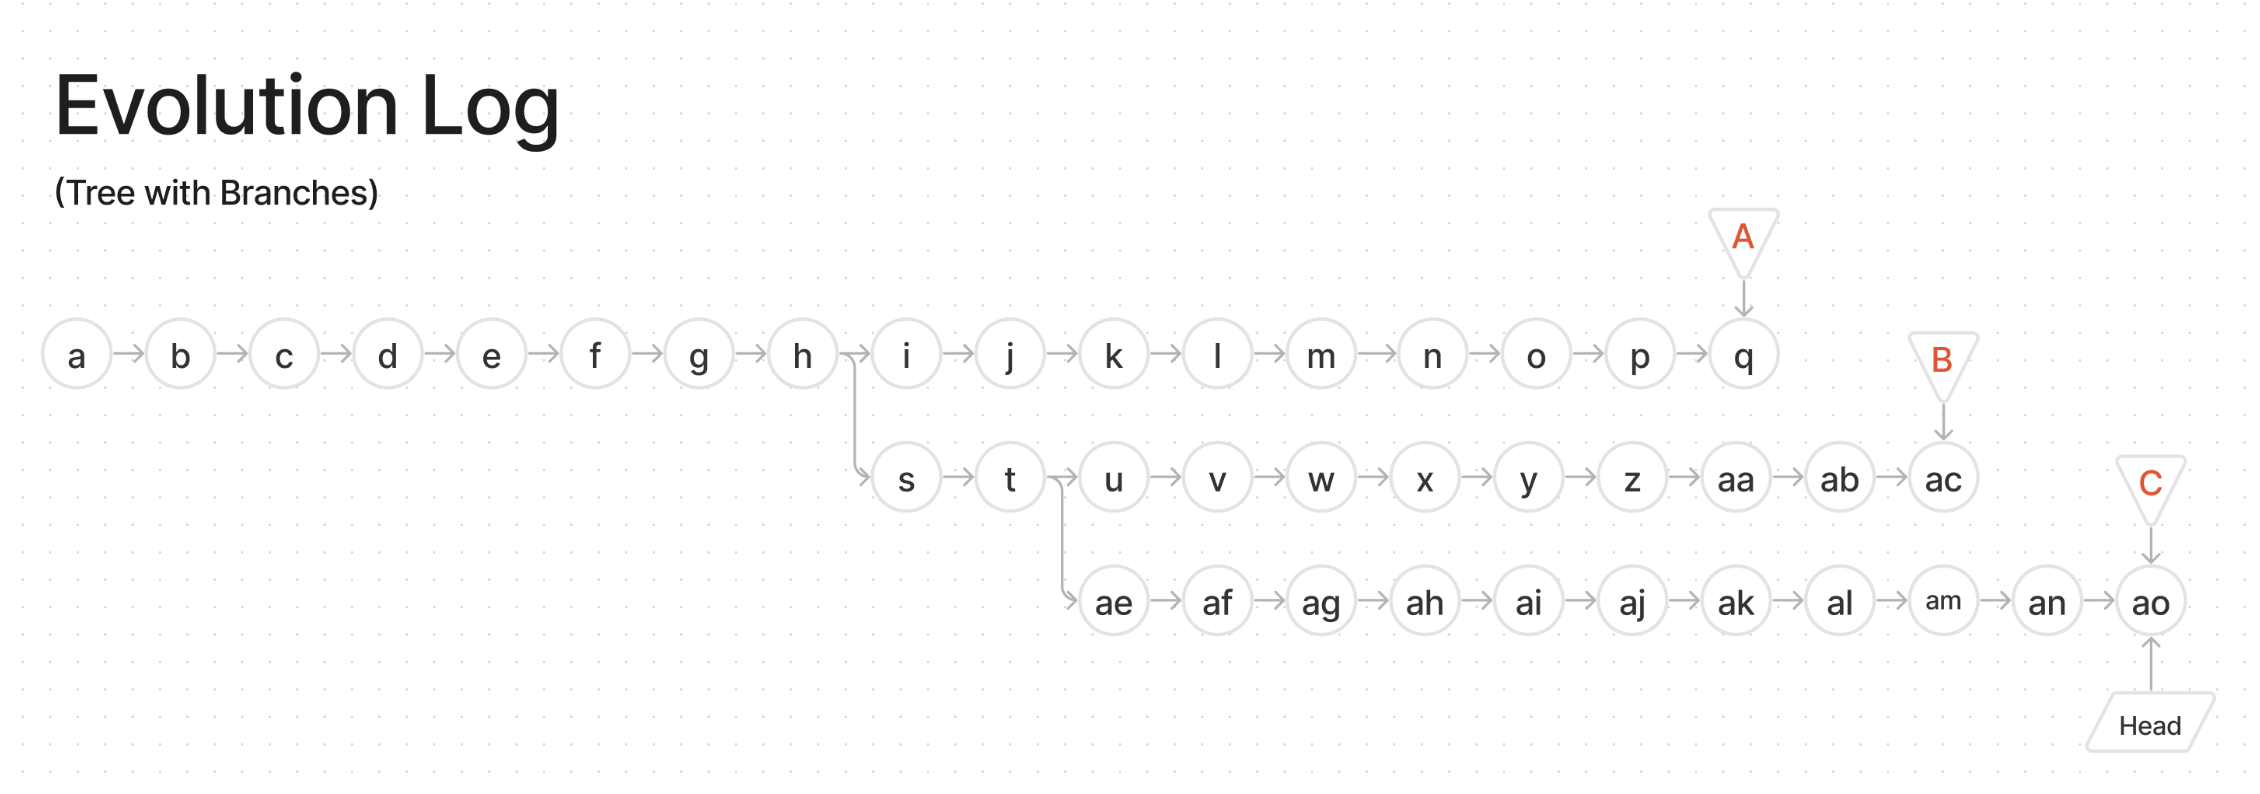 Evolution Log
(Tree with Branches)
A
a b c d e f g h i j k l m n o p q
B
s t u v w x y z aa ab ac
C
ae af ag ah ai aj ak al am an ao
Head